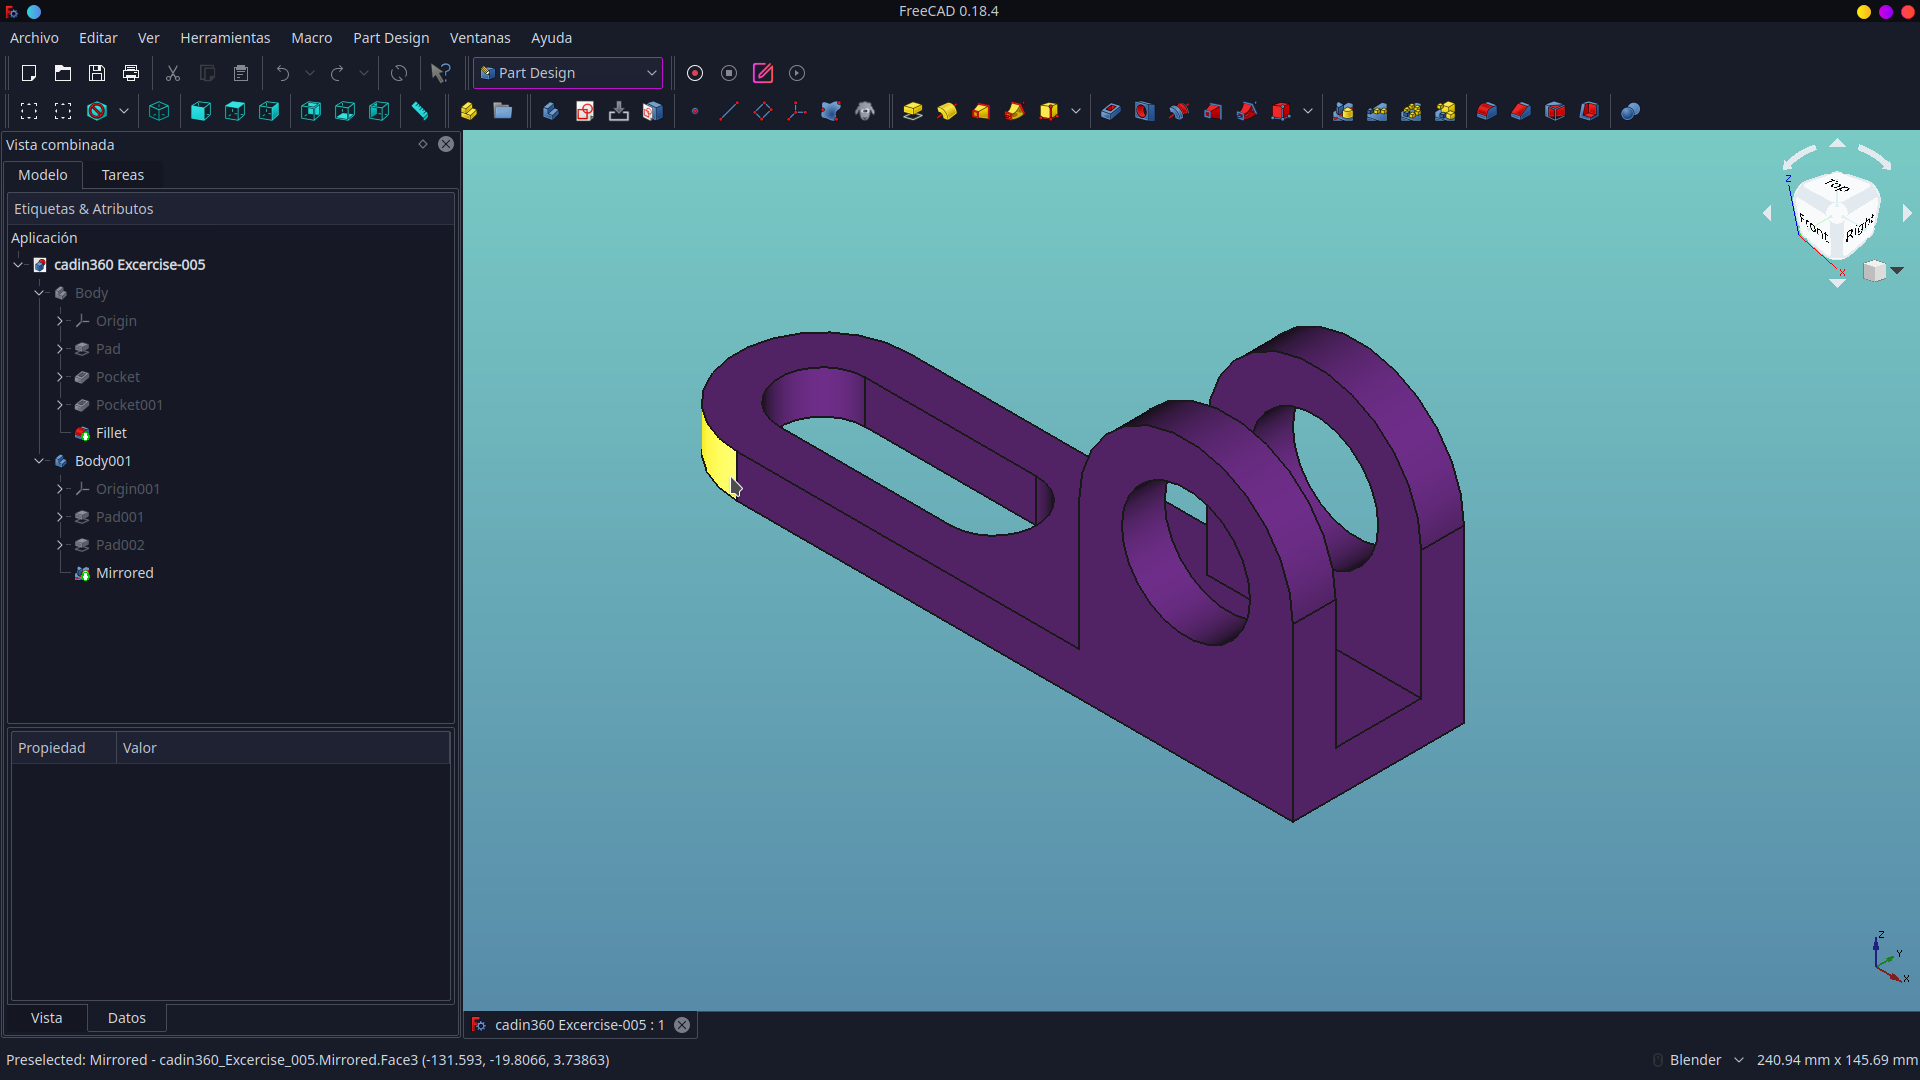 FreeCAD 0.18.4
Archivo Editar Ver Herramientas Macro Part Design Ventanas Ayuda
Part Design
Vista combinada
Modelo Tareas
Etiquetas & Atributos
Aplicación
cadin360 Excercise-005
Body
Origin
Pad
Pocket
Pocket001
Fillet
Body001
Origin001
Pad001
Pad002
Mirrored
Propiedad Valor
Vista Datos
Top
Front
Right
Z
X
Z
Y
X
cadin360 Excercise-005 : 1
Preselected: Mirrored - cadin360_Excercise_005.Mirrored.Face3 (-131.593, -19.8066, 3.73863)
Blender 240.94 mm x 145.69 mm